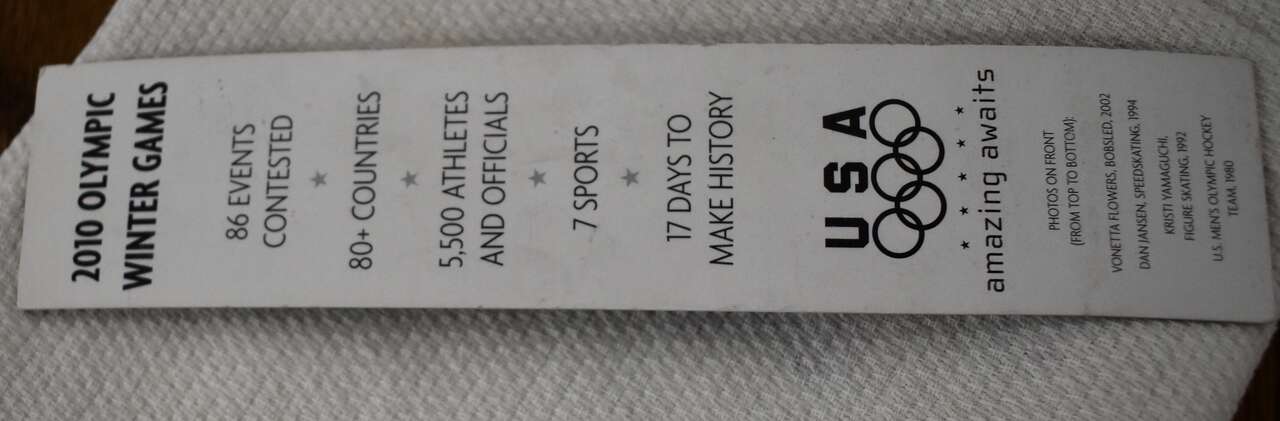 2010 OLYMPIC
WINTER GAMES
86 EVENTS
CONTESTED
80+ COUNTRIES
5,500 ATHLETES
AND OFFICIALS
7 SPORTS
17 DAYS TO
MAKE HISTORY
USA
amazing awaits
PHOTOS ON FRONT
(FROM TOP TO BOTTOM):
VONETTA FLOWERS, BOBSLED, 2002
DAN JANSEN, SPEEDSKATING, 1994
KRISTI YAMAGUCHI,
FIGURE SKATING, 1992
U.S. MEN'S OLYMPIC HOCKEY
TEAM, 1980